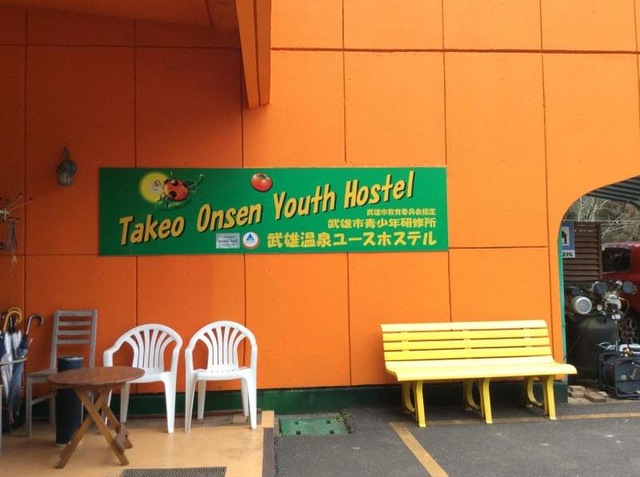 Takeo Onsen Youth Hostel
武雄市教育委員会指定
武雄市青少年研修所
武雄温泉ユースホステル